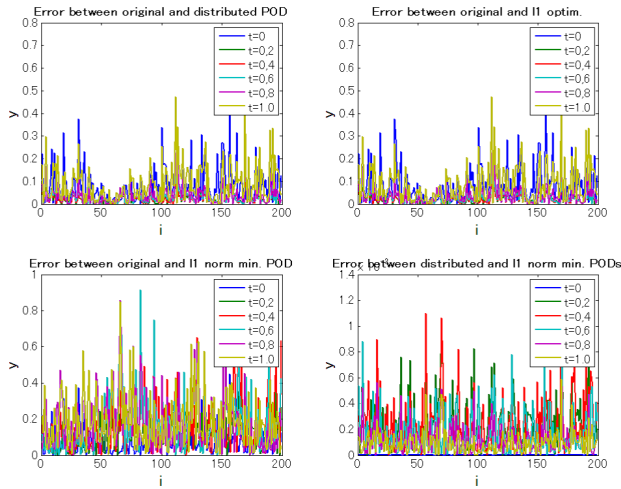 Error between original and distributed POD
0.8
0.7
0.6
0.5
0.4
0.3
0.2
0.1
0
y
t=0
t=0,2
t=0,4
t=0,6
t=0,8
t=1.0
0 50 100 150 200
i
Error between original and l1 optim.
0.8
0.7
0.6
0.5
0.4
0.3
0.2
0.1
0
y
t=0
t=0,2
t=0,4
t=0,6
t=0,8
t=1.0
0 50 100 150 200
i
Error between original and l1 norm min. POD
1
0.8
0.6
0.4
0.2
0
y
t=0
t=0,2
t=0,4
t=0,6
t=0,8
t=1.0
0 50 100 150 200
i
Error between distributed and l1 norm min. PODs
1.4
1.2
1
0.8
0.6
0.4
0.2
0
y
t=0
t=0,2
t=0,4
t=0,6
t=0,8
t=1.0
0 50 100 150 200
i